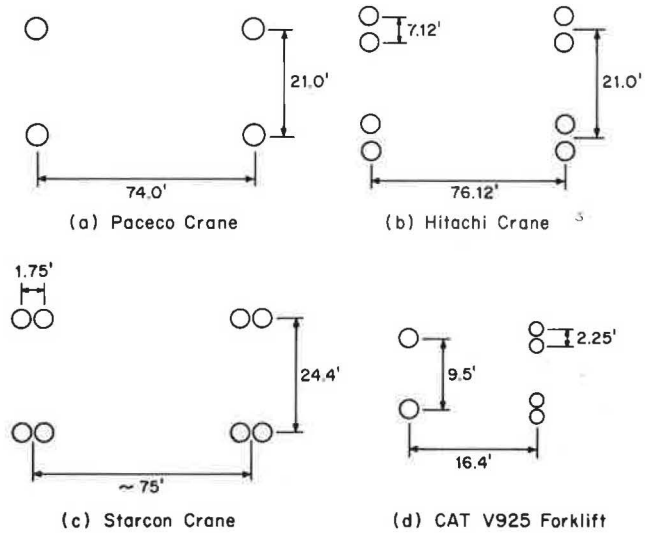 21.0'
74.0'
(a) Paceco Crane
7.12'
21.0'
76.12'
(b) Hitachi Crane
1.75'
24.4'
~ 75'
(c) Starcon Crane
9.5'
2.25'
16.4'
(d) CAT V925 Forklift